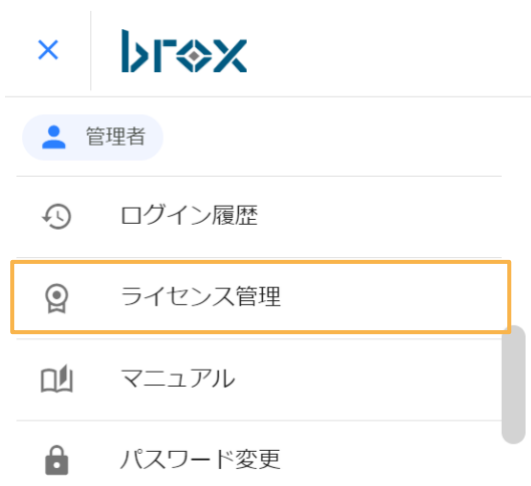 brox
管理者
ログイン履歴
ライセンス管理
マニュアル
パスワード変更